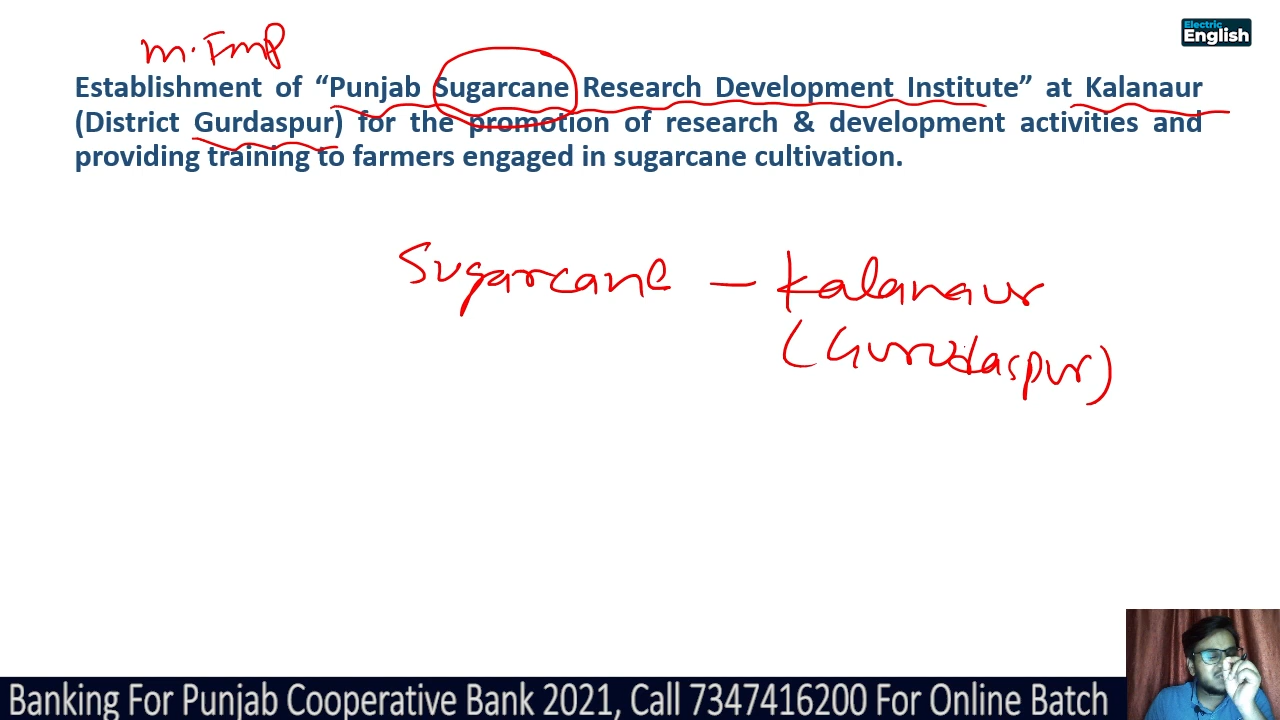 Electric
English
m. Imp
Establishment of “Punjab Sugarcane Research Development Institute” at Kalanaur
(District Gurdaspur) for the promotion of research & development activities and
providing training to farmers engaged in sugarcane cultivation.
Sugarcane – Kalanaur
(Gurudaspur)
Banking For Punjab Cooperative Bank 2021, Call 7347416200 For Online Batch